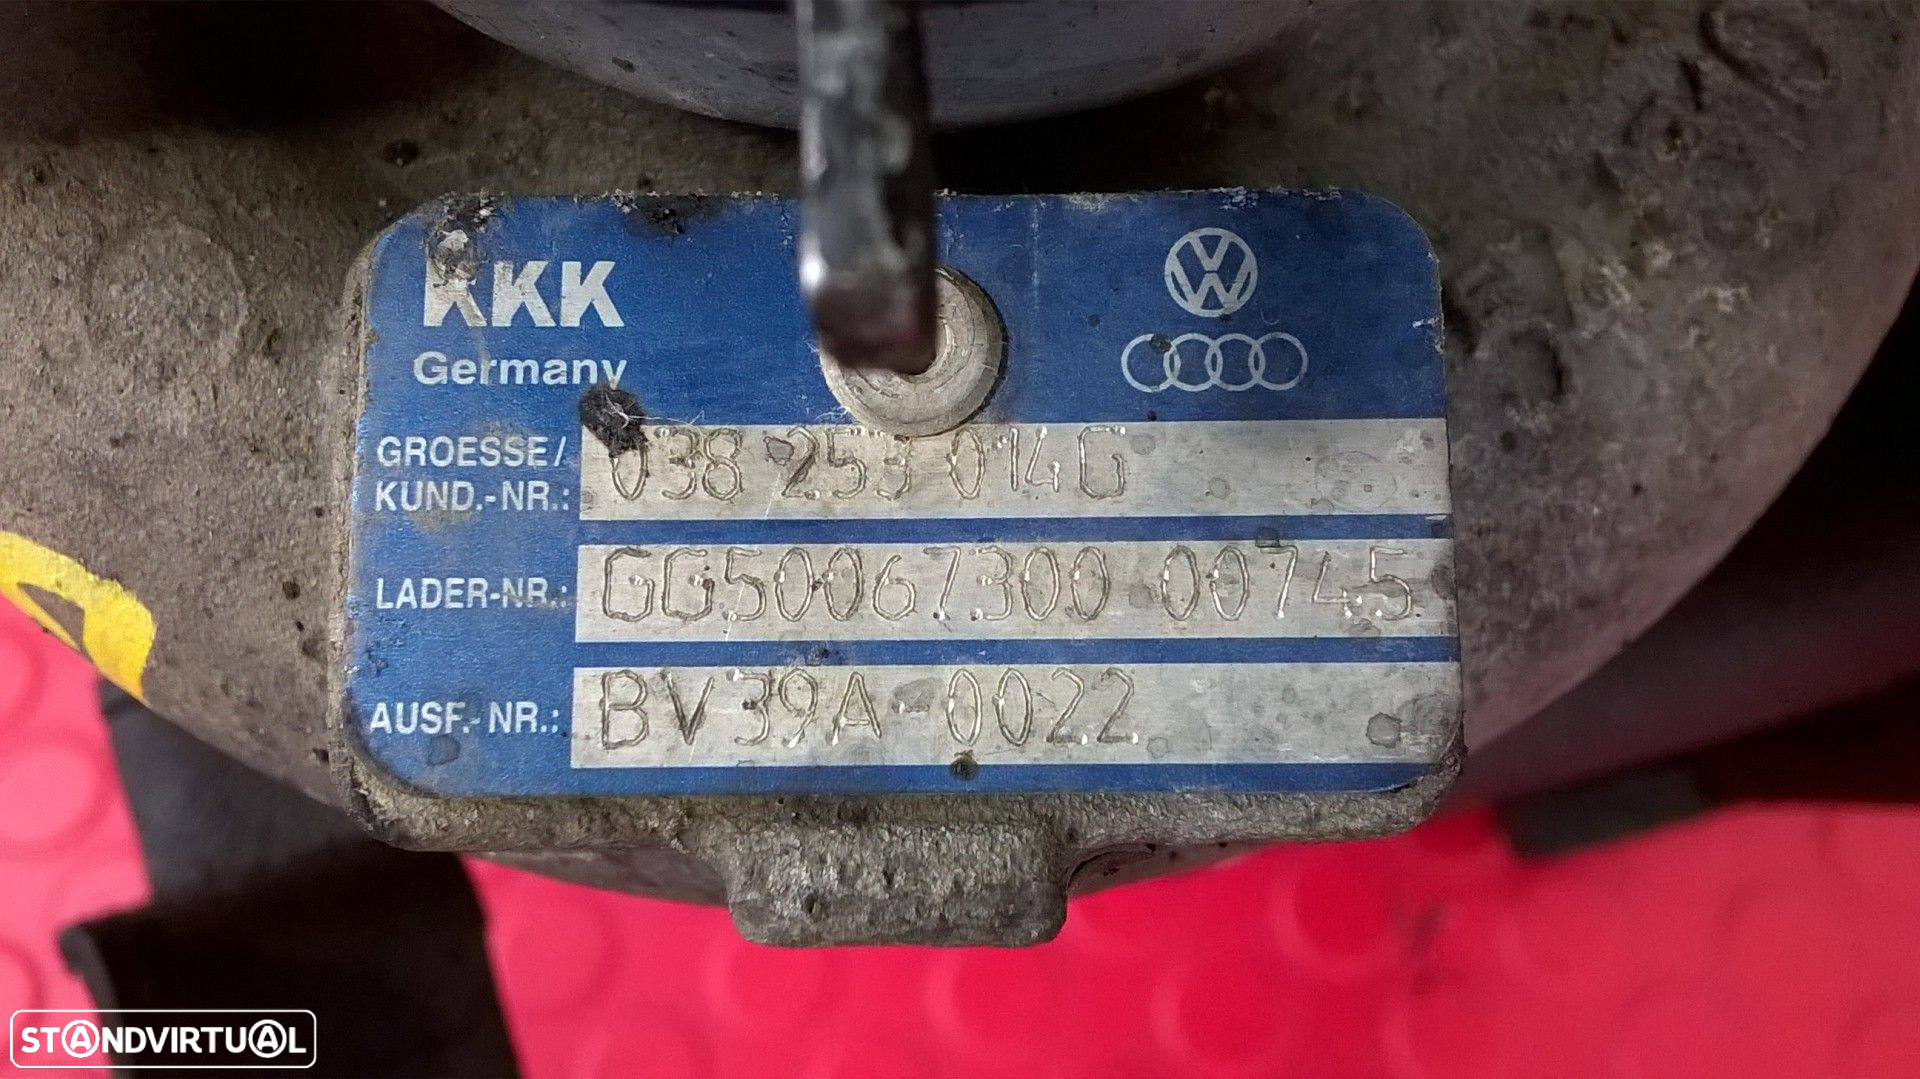 KKK
Germany
GROESSE/
KUND.-NR.: 038 253 014G
LADER-NR.: GG50067300 00745
AUSF.-NR.: BV39A-0022
STANDVIRTUAL